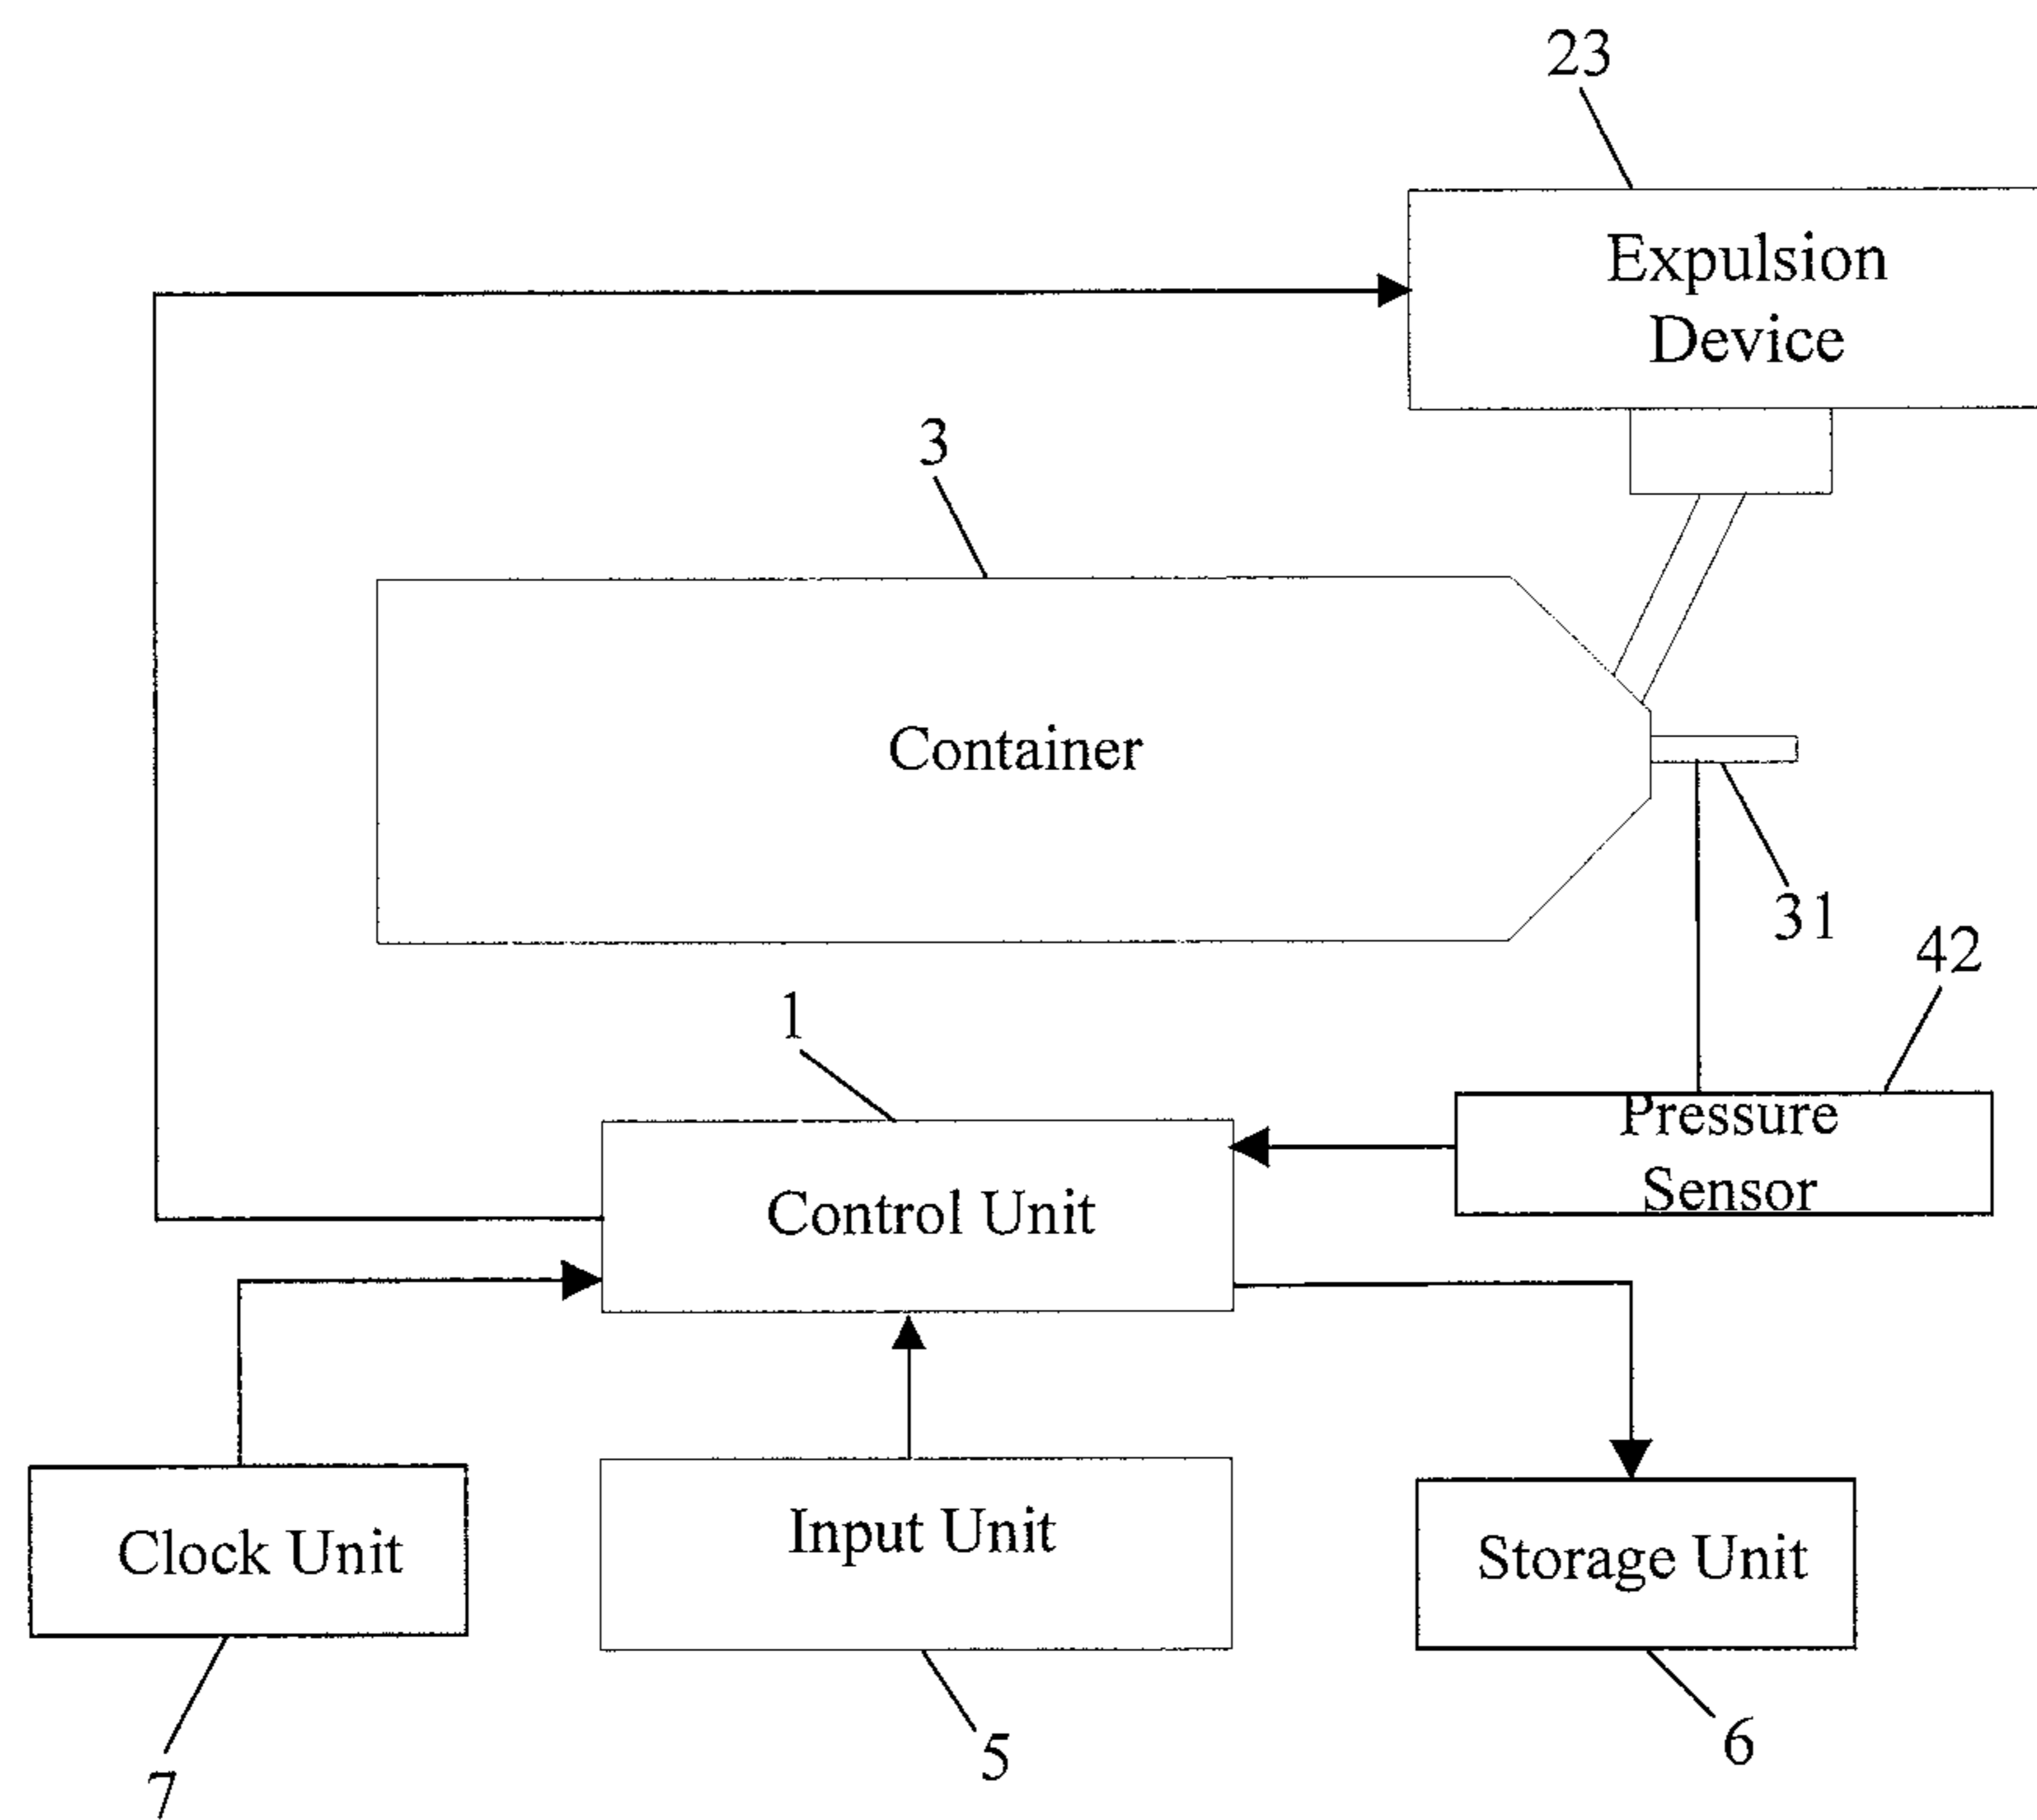 23
Expulsion
Device
3
Container
31
42
1
Pressure
Sensor
Control Unit
Clock Unit
Input Unit
Storage Unit
7
5
6